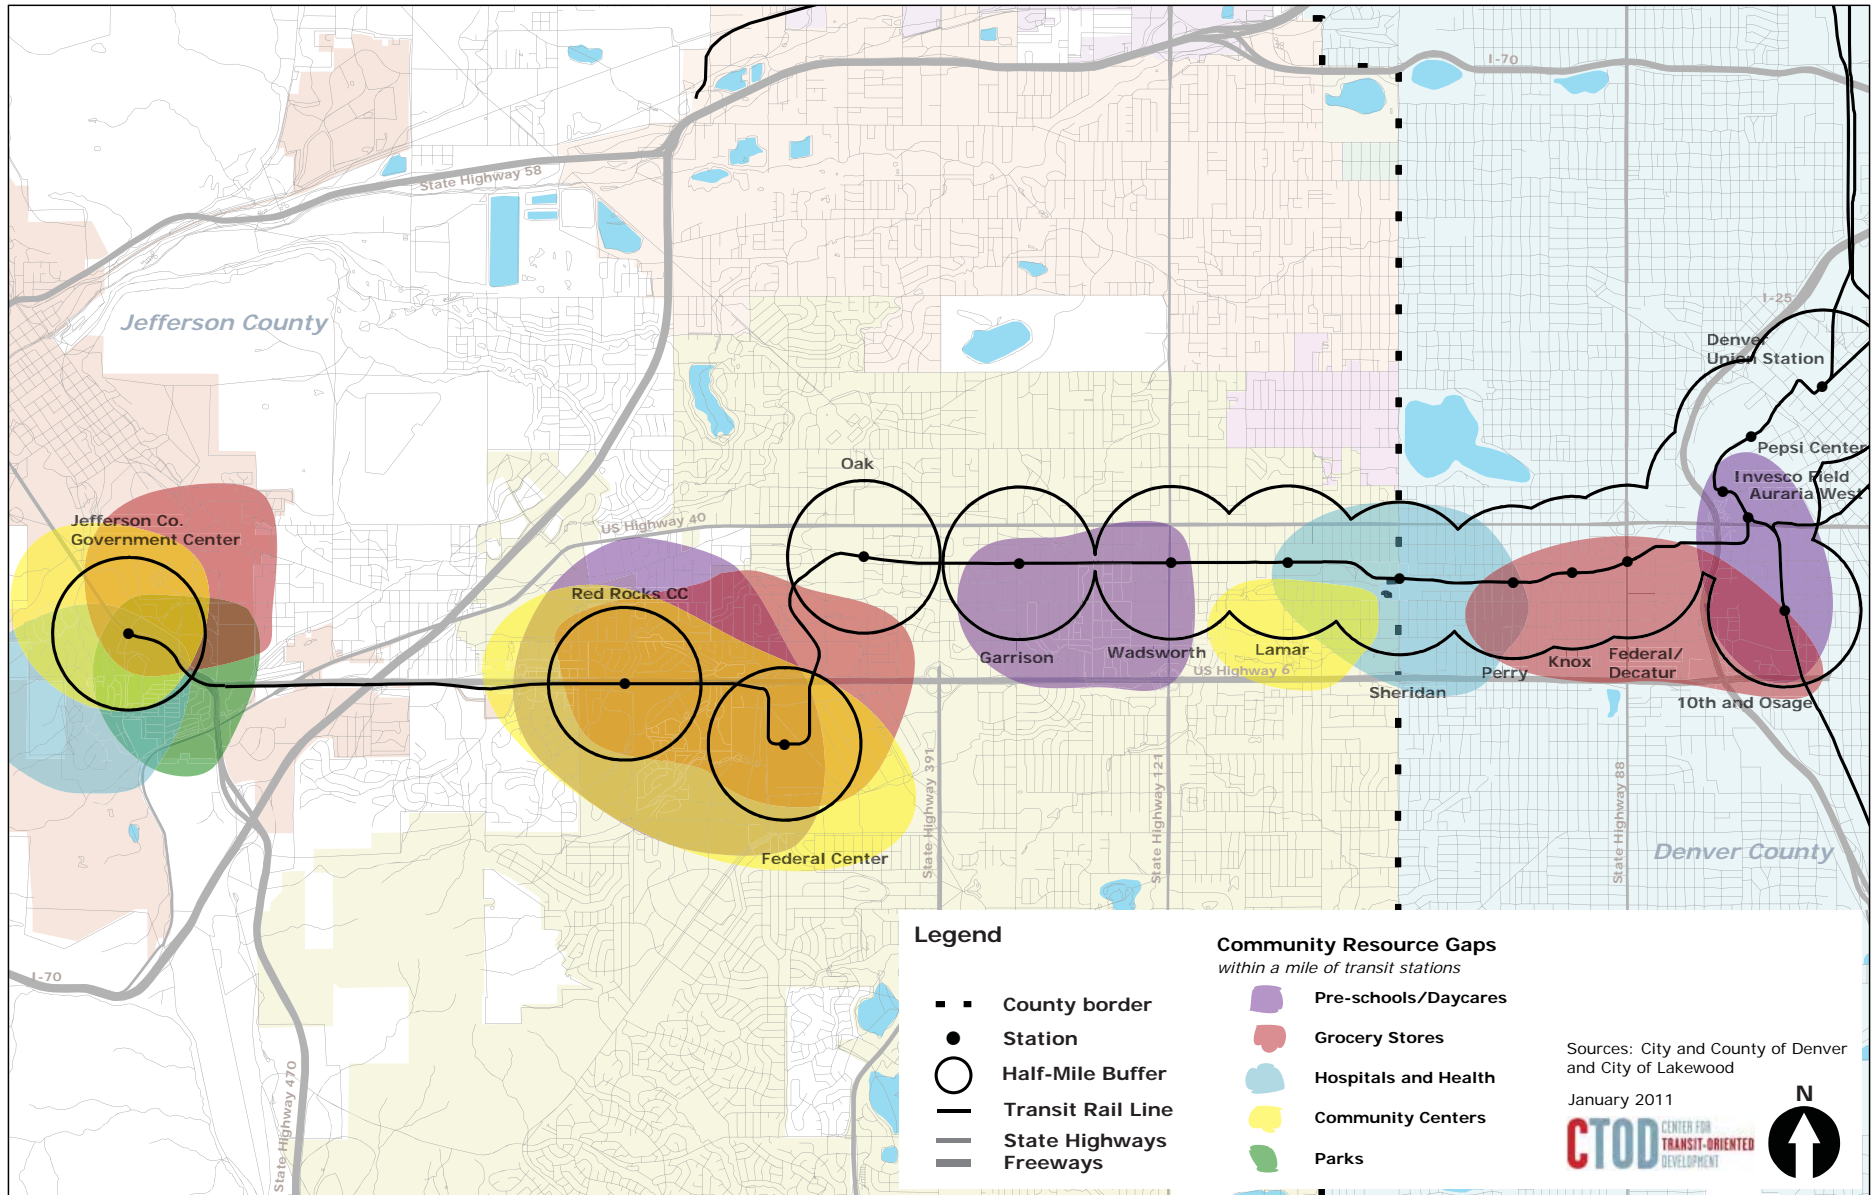 I-70
State Highway 58
I-25
Jefferson County
Denver
Union Station
Pepsi Center
Oak
Invesco Field
Auraria West
US Highway 40
Jefferson Co.
Government Center
Red Rocks CC
Garrison
Wadsworth
Lamar
US Highway 6
Sheridan
Perry
Knox
Federal/
Decatur
10th and Osage
State Highway 391
State Highway 121
State Highway 88
Federal Center
Denver County
I-70
State Highway 470
Legend
County border
Station
Half-Mile Buffer
Transit Rail Line
State Highways
Freeways
Community Resource Gaps
within a mile of transit stations
Pre-schools/Daycares
Grocery Stores
Hospitals and Health
Community Centers
Parks
Sources: City and County of Denver
and City of Lakewood
January 2011
N
CTOD
CENTER FOR
TRANSIT-ORIENTED
DEVELOPMENT